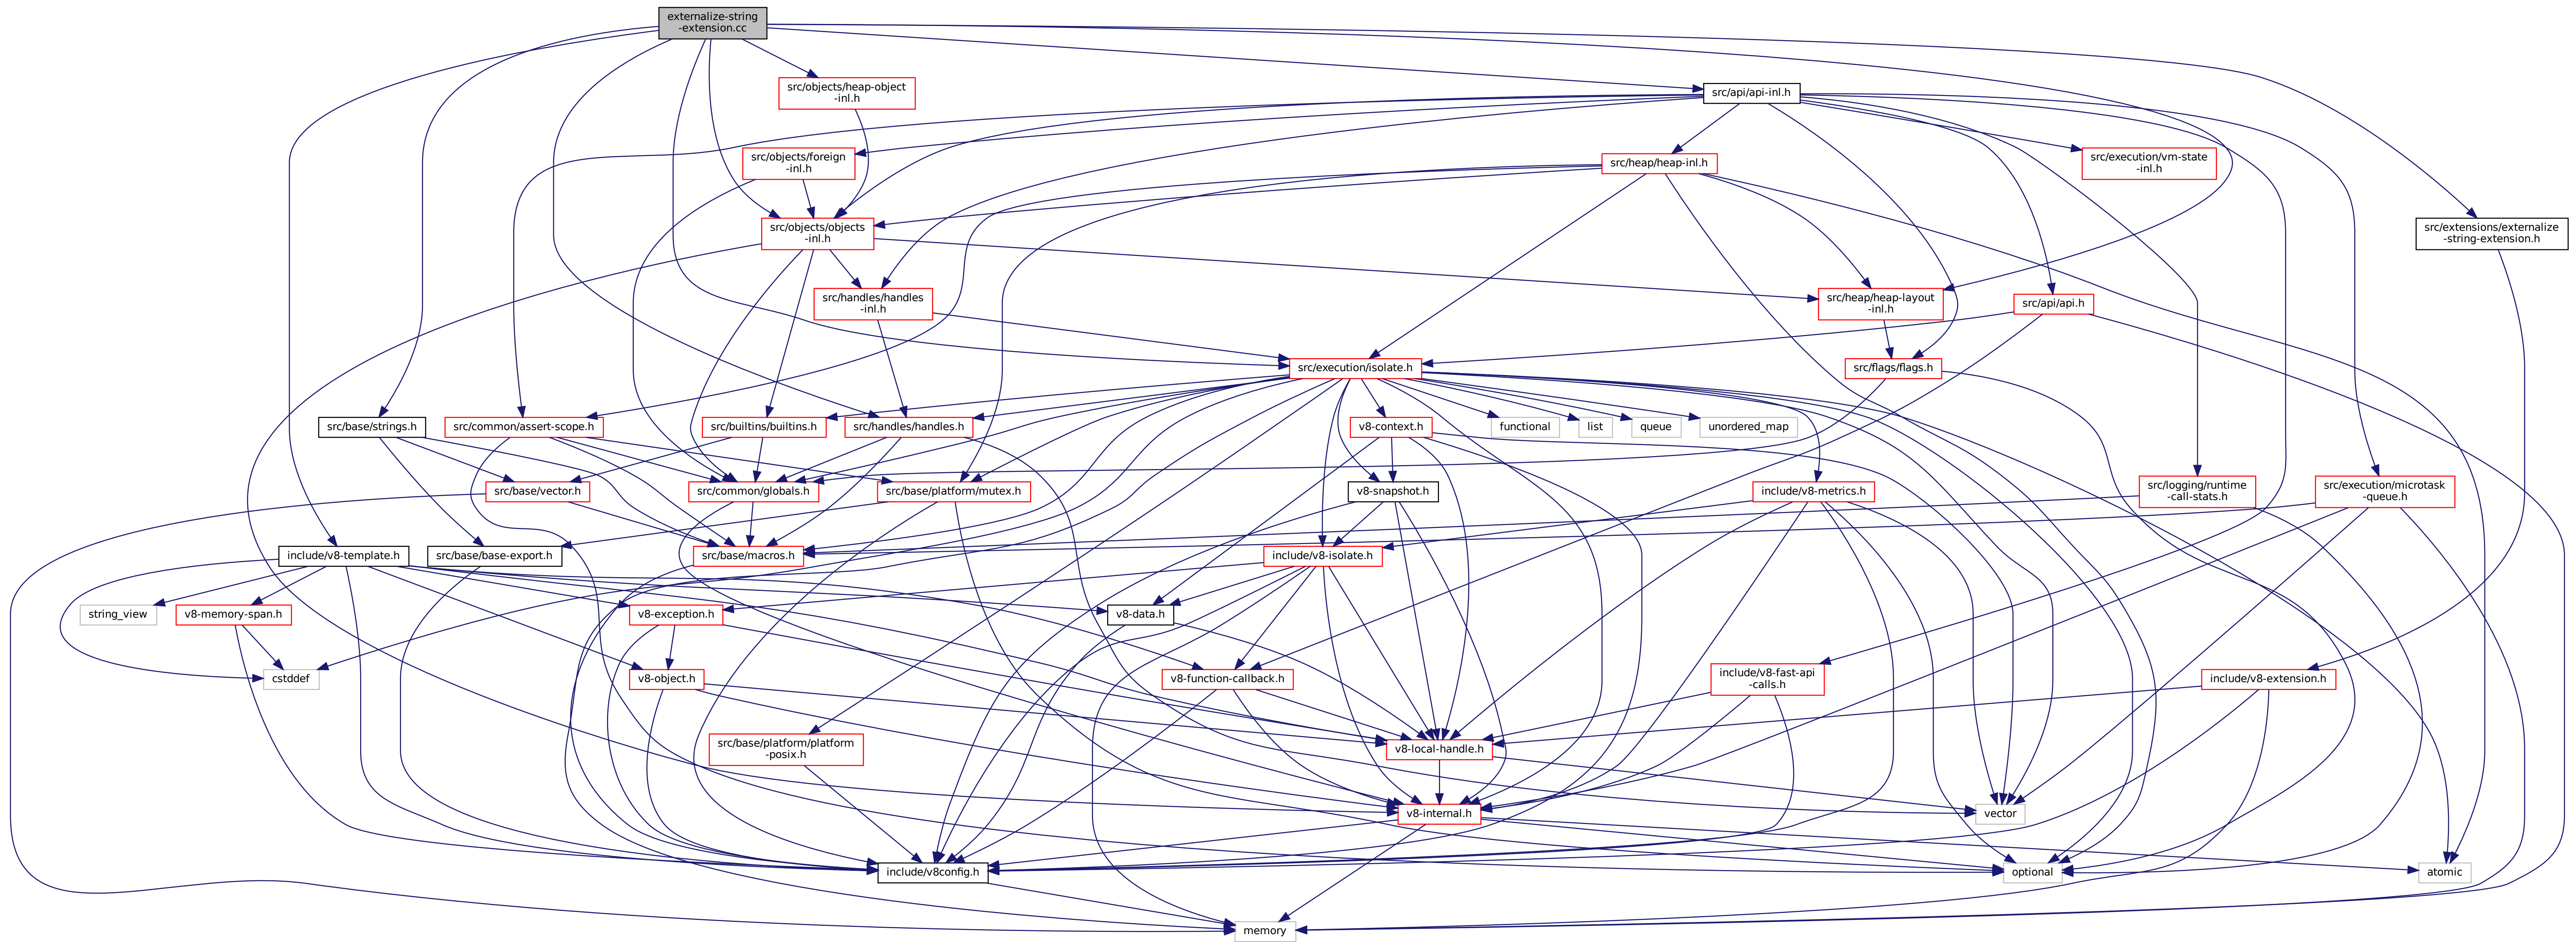 externalize-string
-extension.cc
src/objects/heap-object
-inl.h
src/api/api-inl.h
src/objects/foreign
-inl.h
src/heap/heap-inl.h
src/execution/vm-state
-inl.h
src/objects/objects
-inl.h
src/extensions/externalize
-string-extension.h
src/handles/handles
-inl.h
src/heap/heap-layout
-inl.h
src/api/api.h
src/execution/isolate.h
src/flags/flags.h
src/base/strings.h
src/common/assert-scope.h
src/builtins/builtins.h
src/handles/handles.h
v8-context.h
functional
list
queue
unordered_map
src/base/vector.h
src/common/globals.h
src/base/platform/mutex.h
v8-snapshot.h
include/v8-metrics.h
src/logging/runtime
-call-stats.h
src/execution/microtask
-queue.h
include/v8-template.h
src/base/base-export.h
src/base/macros.h
include/v8-isolate.h
string_view
v8-memory-span.h
v8-exception.h
v8-data.h
cstddef
v8-object.h
v8-function-callback.h
include/v8-fast-api
-calls.h
include/v8-extension.h
src/base/platform/platform
-posix.h
v8-local-handle.h
v8-internal.h
vector
include/v8config.h
optional
atomic
memory